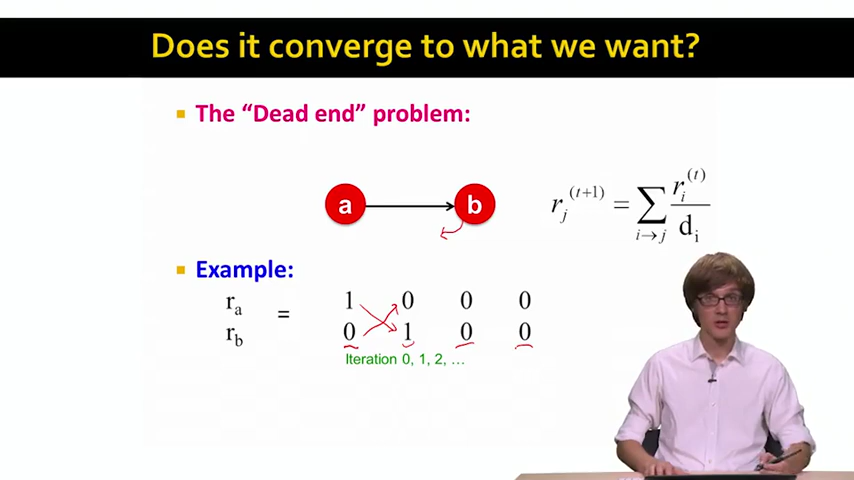 Does it converge to what we want?
The “Dead end” problem:
a b
r_j^(t+1) = ∑_{i→j} r_i^(t) / d_i
Example:
r_a = 1 0 0 0
r_b 0 1 0 0
Iteration 0, 1, 2, …